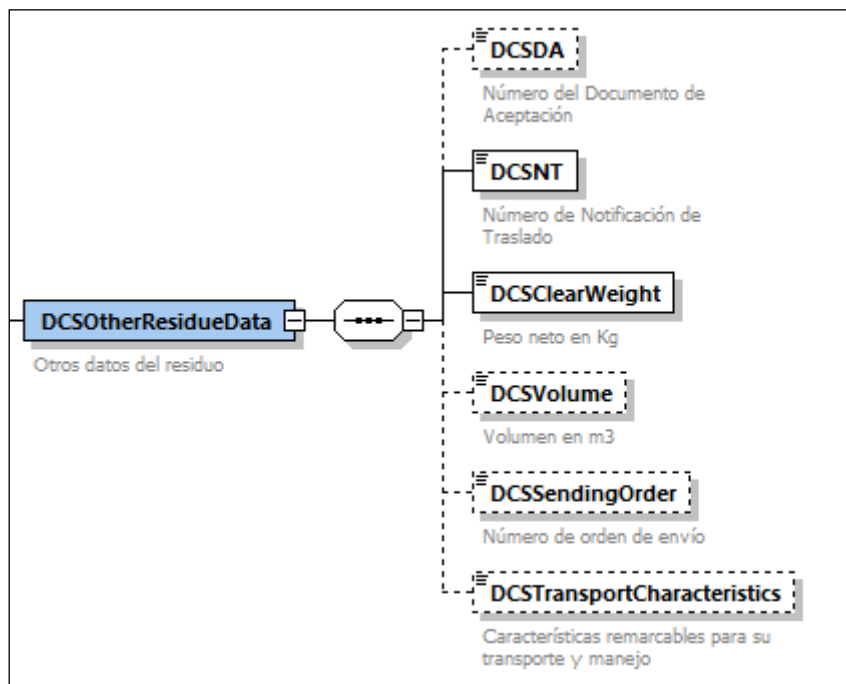 DCSDA
Número del Documento de
Aceptación
DCSNT
Número de Notificación de
Traslado
DCSClearWeight
Peso neto en Kg
DCSOtherResidueData
Otros datos del residuo
DCSVolume
Volumen en m3
DCSSendingOrder
Número de orden de envío
DCSTransportCharacteristics
Características remarcables para su
transporte y manejo